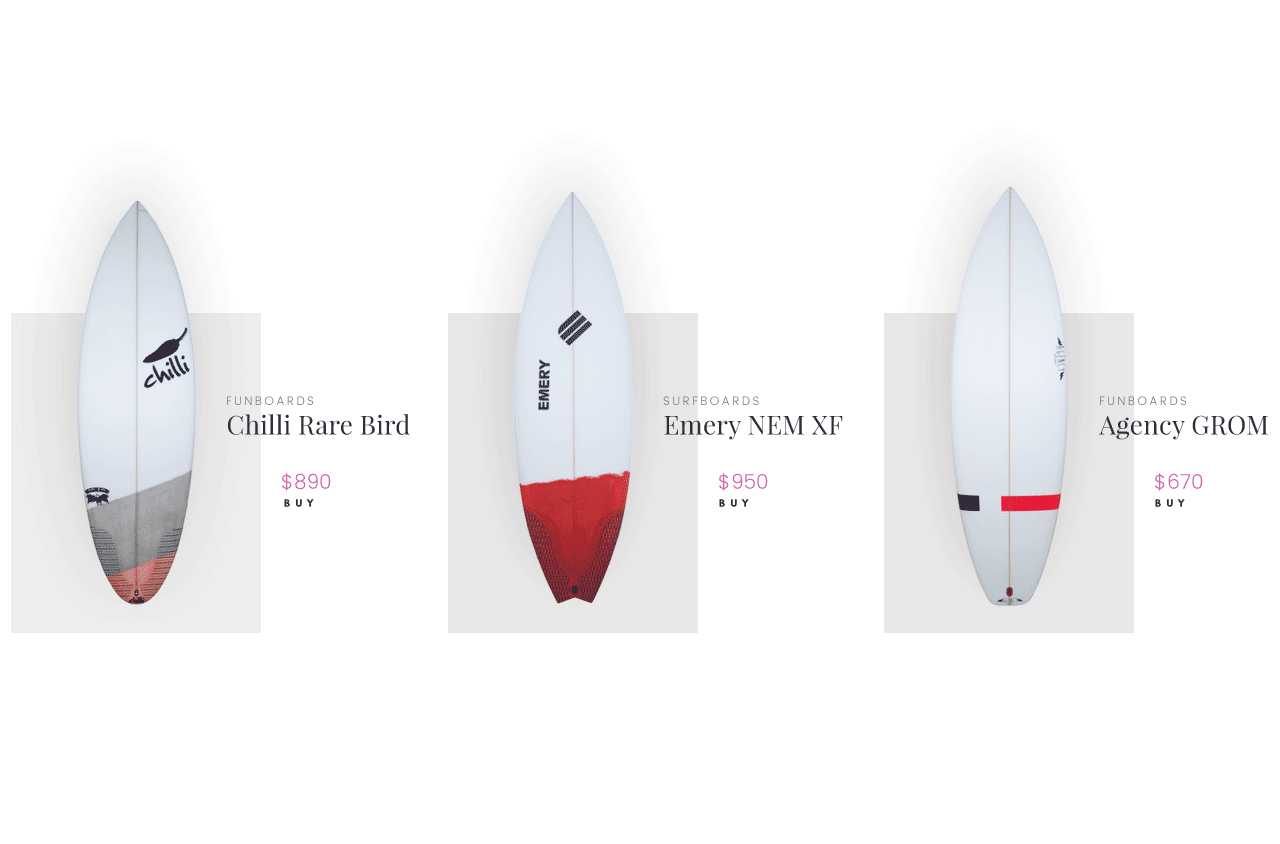 chilli
FUNBOARDS
Chilli Rare Bird
$890
BUY
EMERY
SURFBOARDS
Emery NEM XF
$950
BUY
FUNBOARDS
Agency GROM
$670
BUY